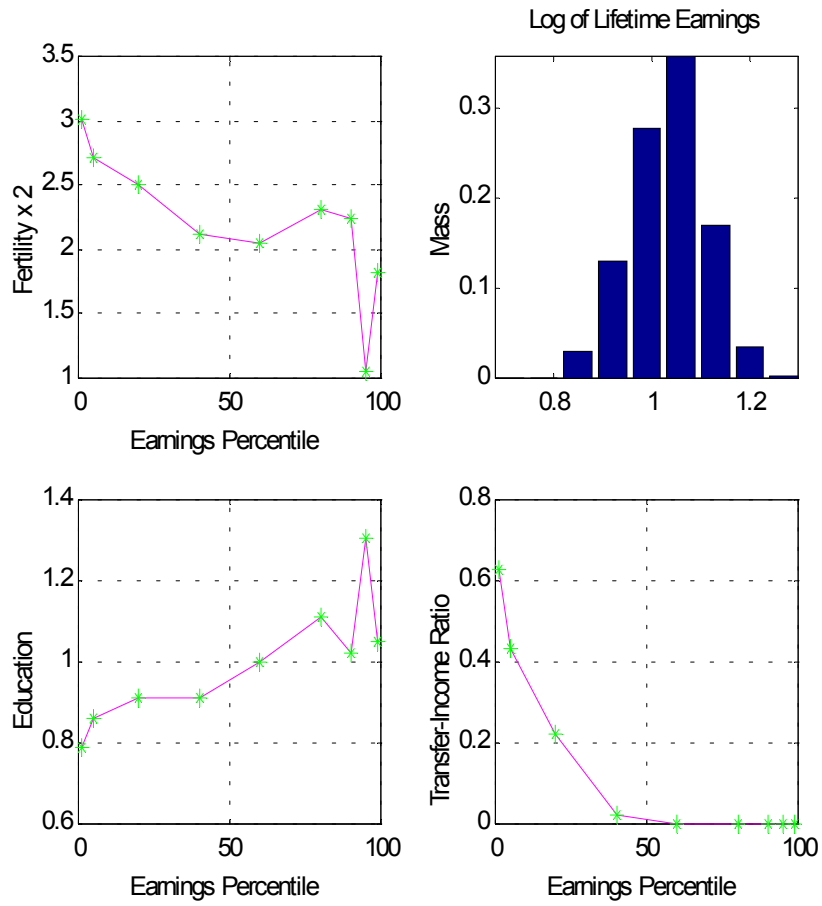 Log of Lifetime Earnings
3.5
3
2.5
2
1.5
1
Fertility x 2
0 50 100
Earnings Percentile
0.3
0.2
0.1
0
Mass
0.8 1 1.2
1.4
1.2
1
0.8
0.6
Education
0 50 100
Earnings Percentile
0.8
0.6
0.4
0.2
0
Transfer-Income Ratio
0 50 100
Earnings Percentile